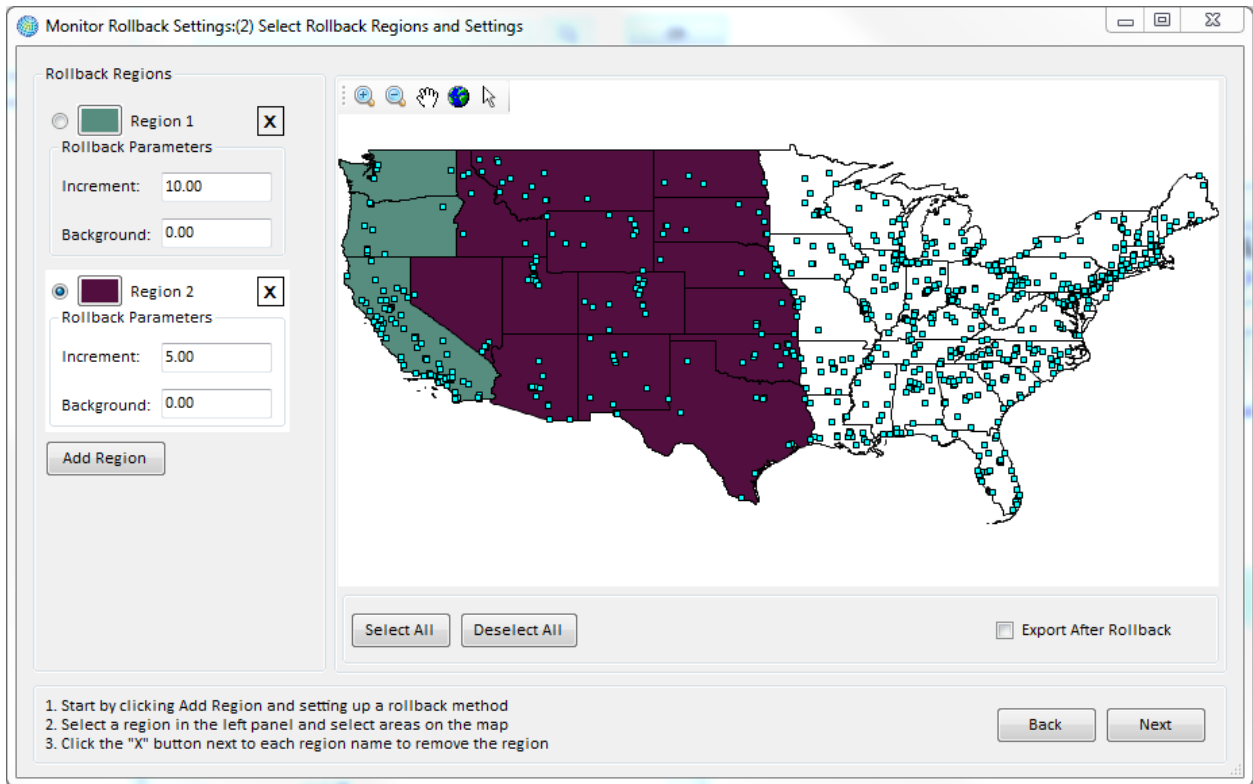 Monitor Rollback Settings:(2) Select Rollback Regions and Settings
Rollback Regions
Region 1 X
Rollback Parameters
Increment: 10.00
Background: 0.00
Region 2 X
Rollback Parameters
Increment: 5.00
Background: 0.00
Add Region
Select All Deselect All Export After Rollback
1. Start by clicking Add Region and setting up a rollback method
2. Select a region in the left panel and select areas on the map
3. Click the "X" button next to each region name to remove the region
Back Next